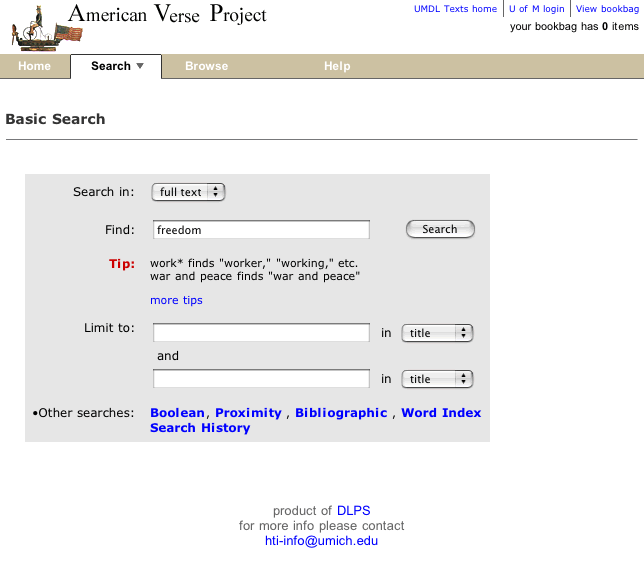 American Verse Project
UMDL Texts home U of M login View bookbag
your bookbag has 0 items
Home Search Browse Help
Basic Search
Search in: full text
Find: freedom Search
Tip: work* finds "worker," "working," etc.
war and peace finds "war and peace"
more tips
Limit to: in title
and
in title
•Other searches: Boolean, Proximity , Bibliographic , Word Index
Search History
product of DLPS
for more info please contact
hti-info@umich.edu